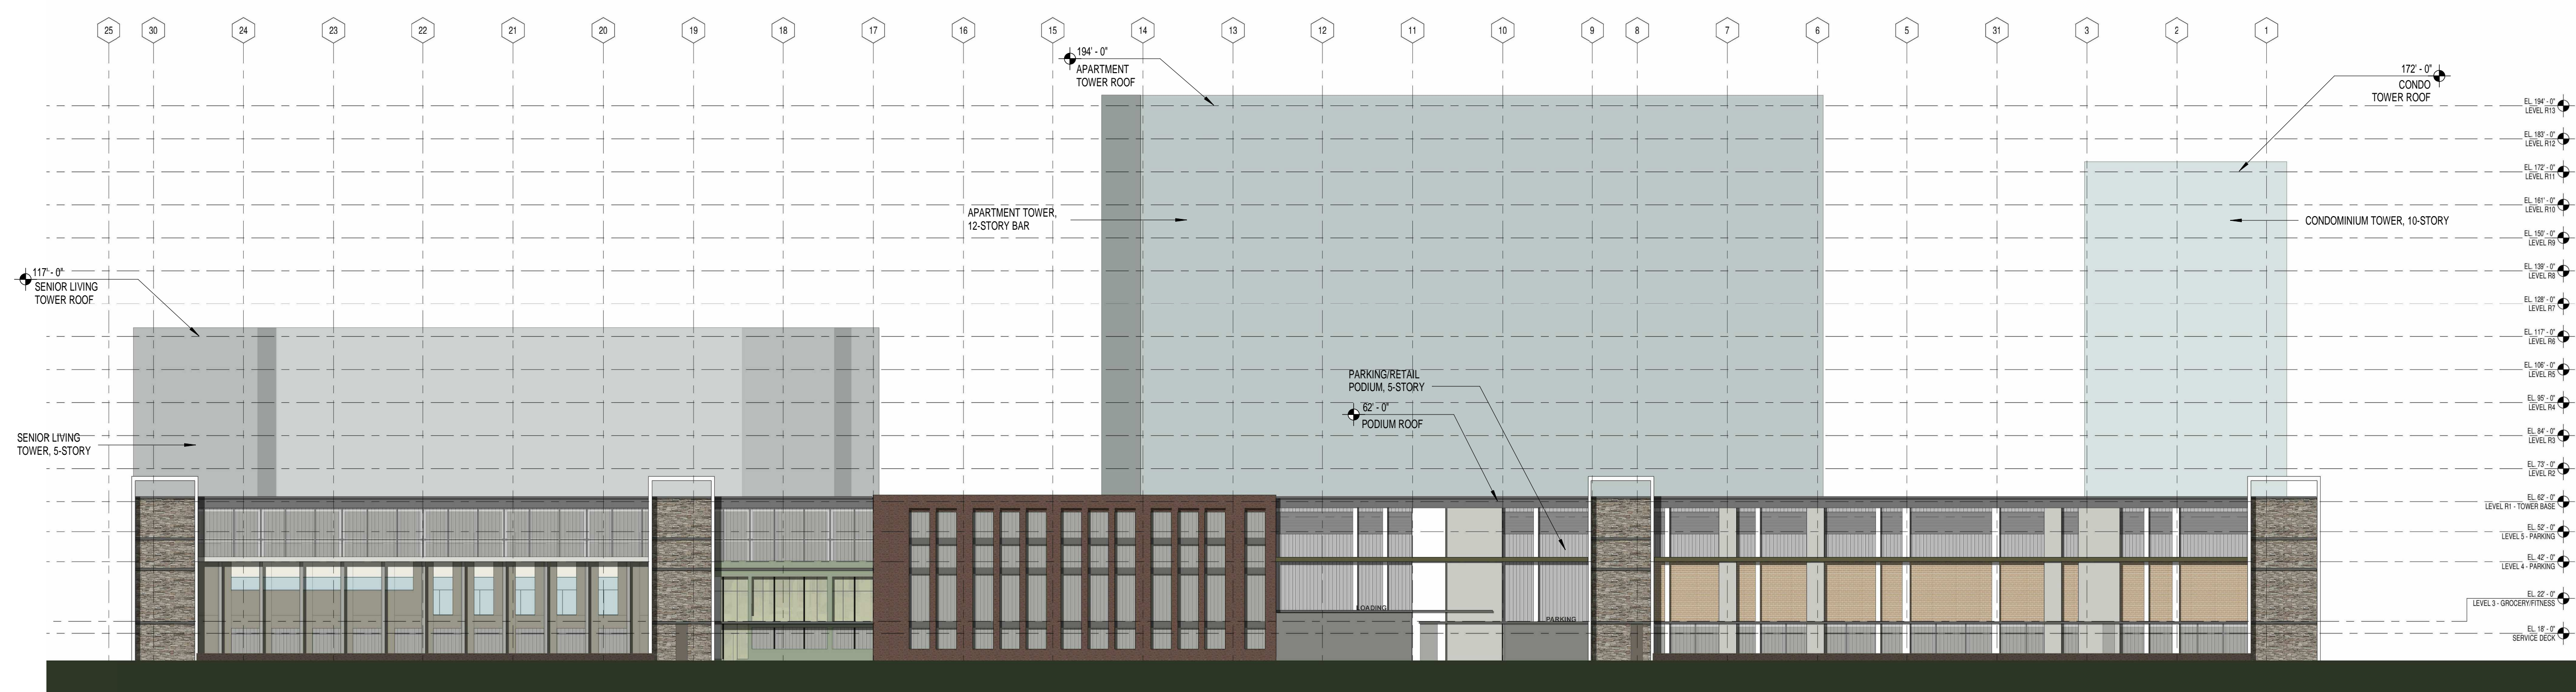 25 30 24 23 22 21 20 19 18 17 16 15 14 13 12 11 10 9 8 7 6 5 31 3 2 1
194' - 0"
APARTMENT
TOWER ROOF
172' - 0"
CONDO
TOWER ROOF
EL. 194' - 0"
LEVEL R13
EL. 183' - 0"
LEVEL R12
EL. 172' - 0"
LEVEL R11
EL. 161' - 0"
LEVEL R10
APARTMENT TOWER,
12-STORY BAR
CONDOMINIUM TOWER, 10-STORY
EL. 150' - 0"
LEVEL R9
EL. 139' - 0"
LEVEL R8
117' - 0"
SENIOR LIVING
TOWER ROOF
EL. 128' - 0"
LEVEL R7
EL. 117' - 0"
LEVEL R6
EL. 106' - 0"
LEVEL R5
PARKING/RETAIL
PODIUM, 5-STORY
EL. 95' - 0"
LEVEL R4
62' - 0"
PODIUM ROOF
EL. 84' - 0"
LEVEL R3
SENIOR LIVING
TOWER, 5-STORY
EL. 73' - 0"
LEVEL R2
EL. 62' - 0"
LEVEL R1 - TOWER BASE
EL. 52' - 0"
LEVEL 5 - PARKING
EL. 42' - 0"
LEVEL 4 - PARKING
EL. 22' - 0"
LEVEL 3 - GROCERY/FITNESS
LOADING
PARKING
EL. 18' - 0"
SERVICE DECK